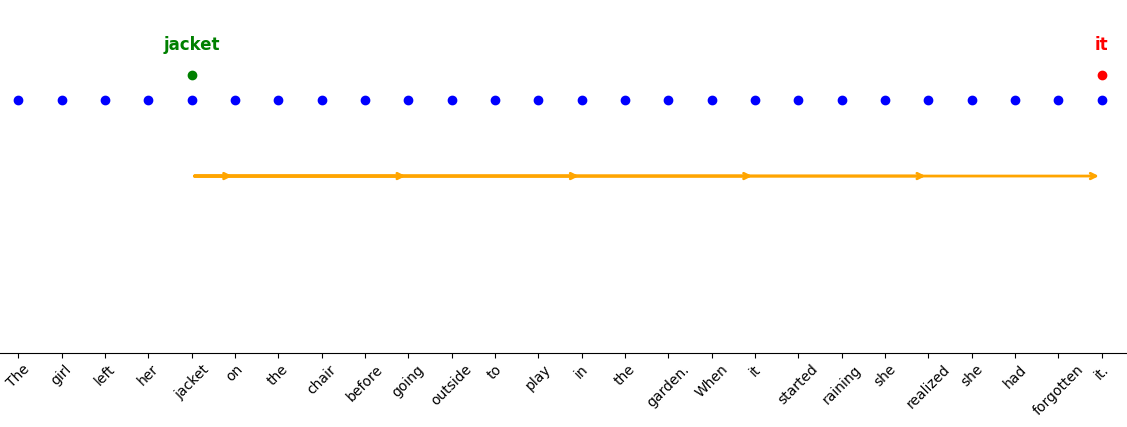 jacket it
The girl left her jacket on the chair before going outside to play in the garden. When it started raining she realized she had forgotten it.